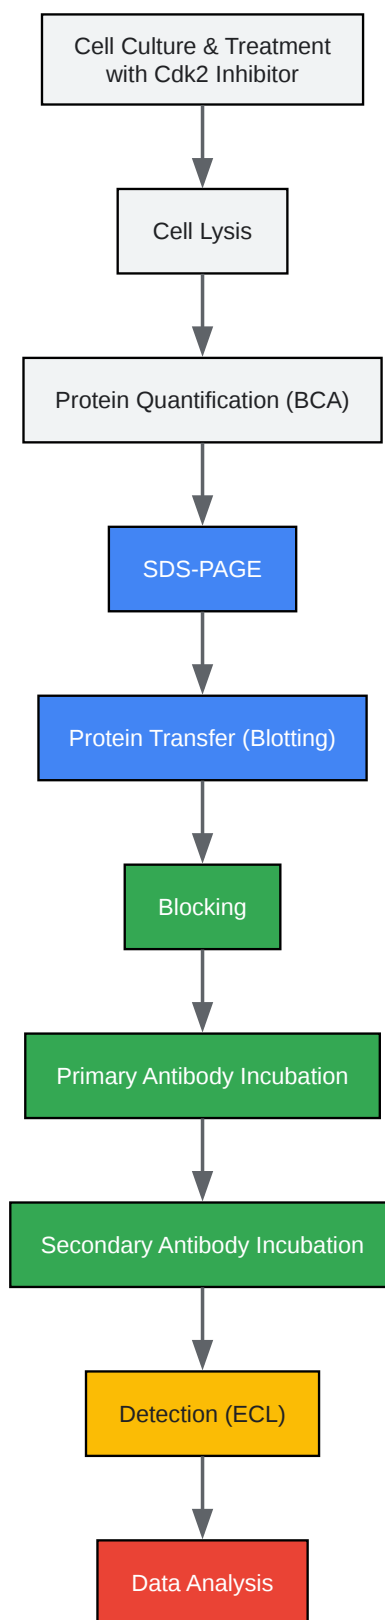 Cell Culture & Treatment
with Cdk2 Inhibitor
Cell Lysis
Protein Quantification (BCA)
SDS-PAGE
Protein Transfer (Blotting)
Blocking
Primary Antibody Incubation
Secondary Antibody Incubation
Detection (ECL)
Data Analysis